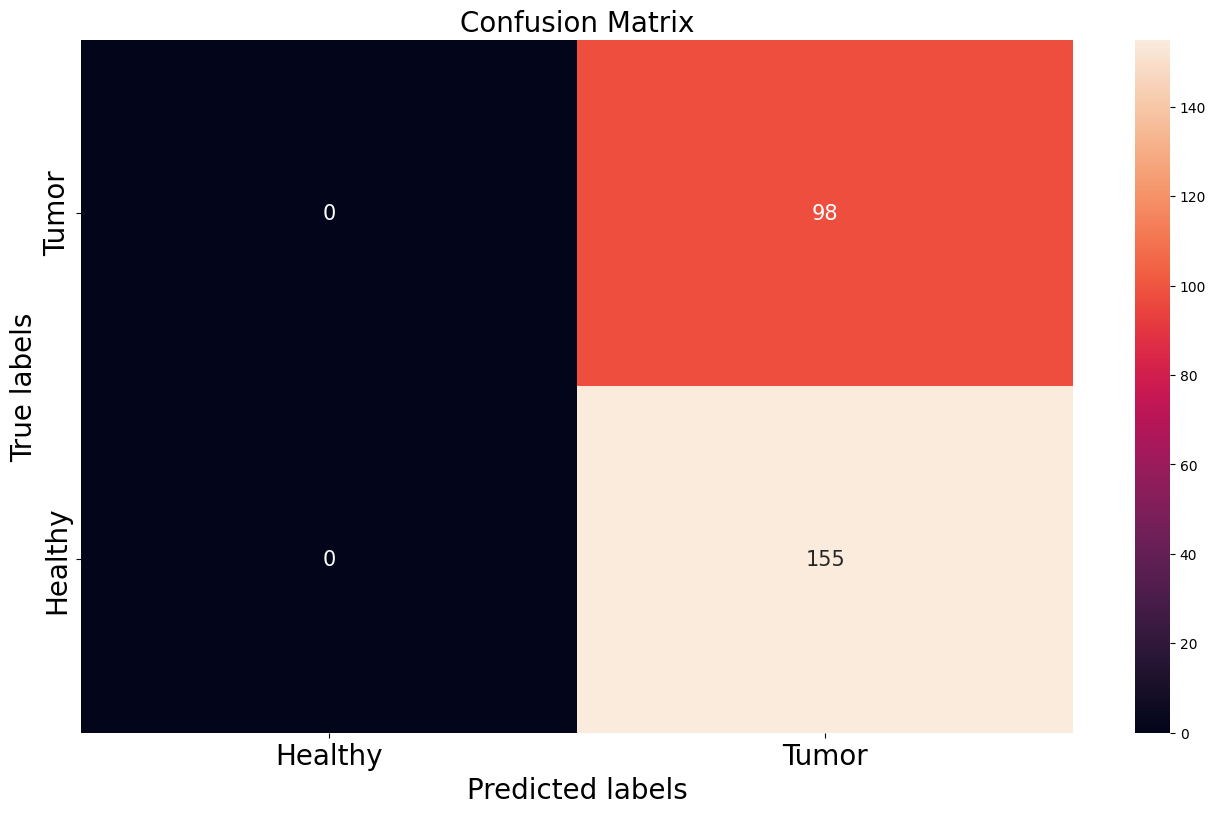 Confusion Matrix
True labels
Tumor
0
98
Healthy
0
155
Healthy
Tumor
Predicted labels
140
120
100
80
60
40
20
0